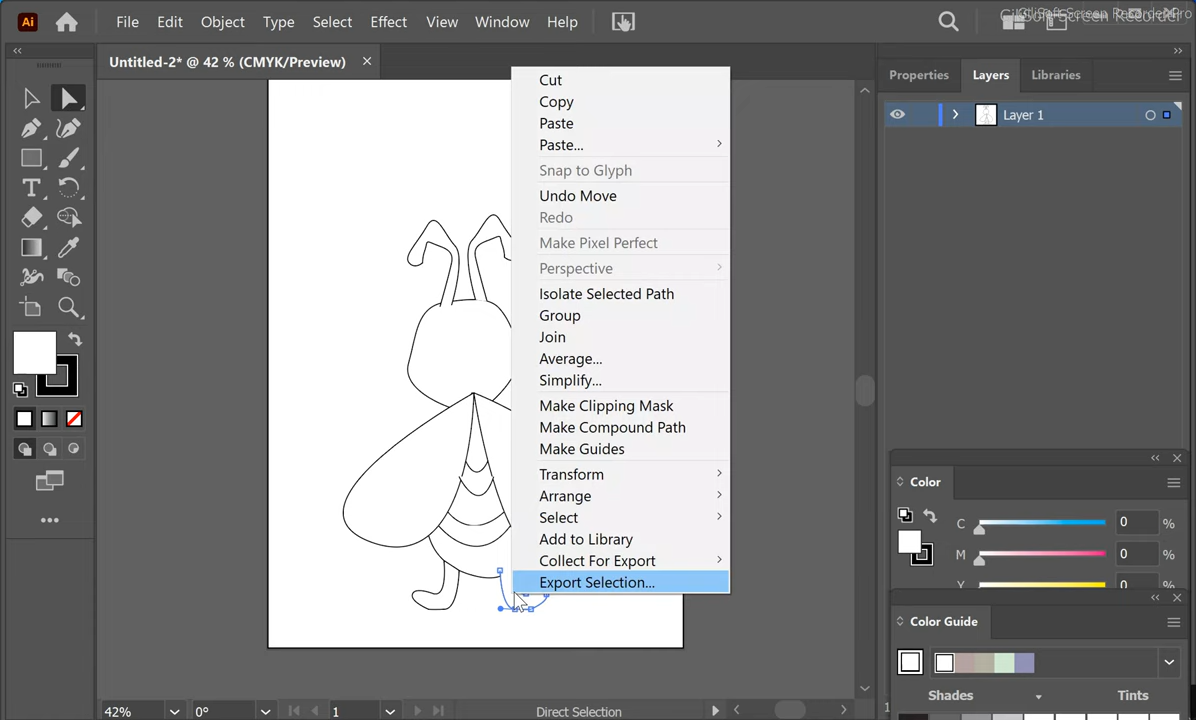 Ai File Edit Object Type Select Effect View Window Help
Untitled-2* @ 42 % (CMYK/Preview)
Properties Layers Libraries
Layer 1
Cut
Copy
Paste
Paste...
Snap to Glyph
Undo Move
Redo
Make Pixel Perfect
Perspective
Isolate Selected Path
Group
Join
Average...
Simplify...
Make Clipping Mask
Make Compound Path
Make Guides
Transform
Arrange
Select
Add to Library
Collect For Export
Export Selection...
Color
C 0 %
M 0 %
Y 0 %
Color Guide
Shades Tints
42% 0° 1 Direct Selection